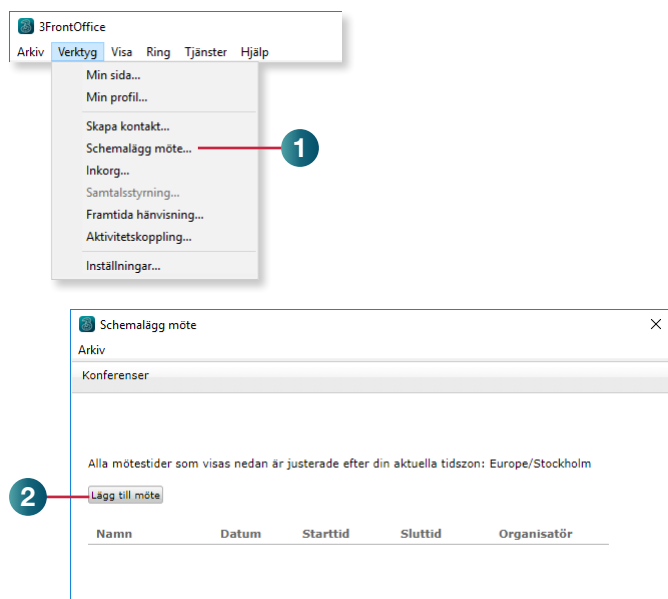 3FrontOffice
Arkiv Verktyg Visa Ring Tjänster Hjälp
Min sida...
Min profil...
Skapa kontakt...
Schemalägg möte...
1
Inkorg...
Samtalsstyrning...
Framtida hänvisning...
Aktivitetskoppling...
Inställningar...
Schemalägg möte
Arkiv
Konferenser
Alla mötestider som visas nedan är justerade efter din aktuella tidszon: Europe/Stockholm
2
Lägg till möte
Namn Datum Starttid Sluttid Organisatör